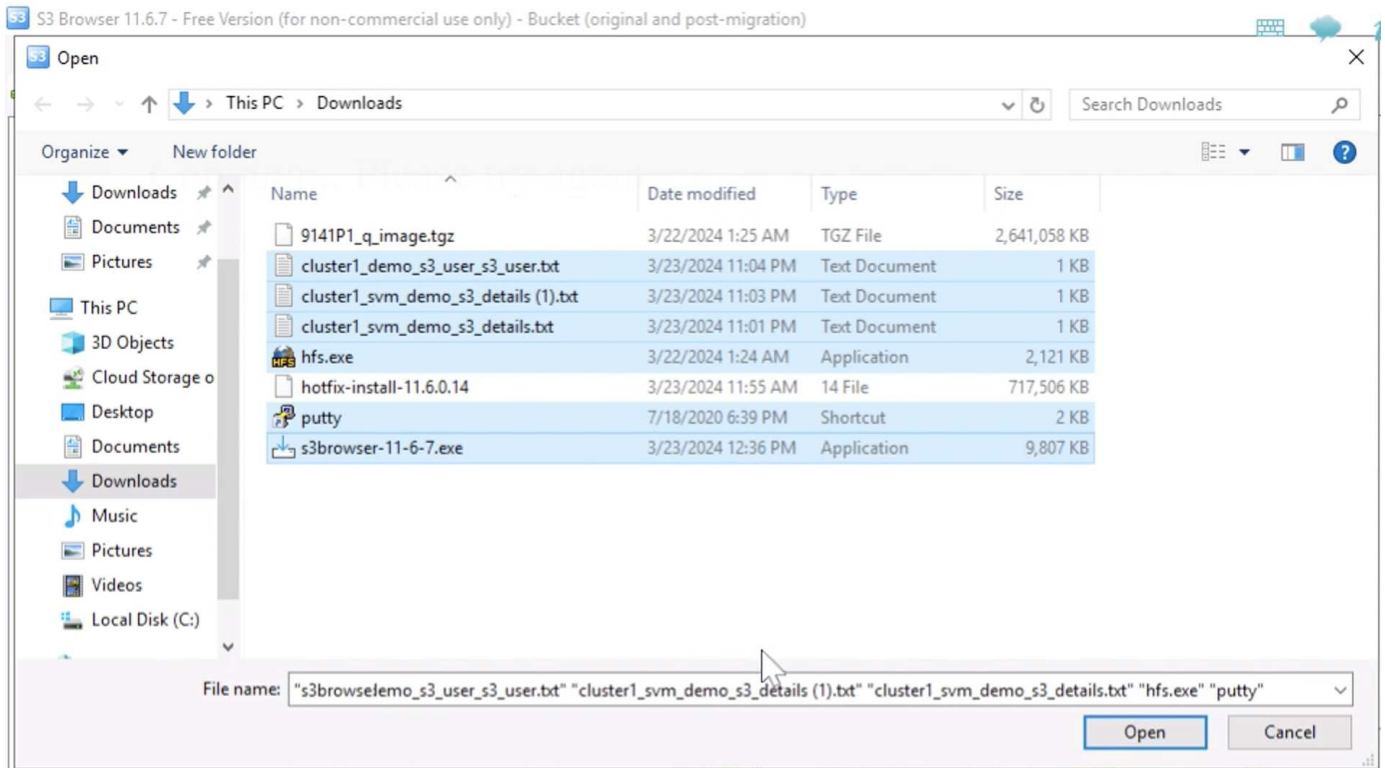 S3 Browser 11.6.7 - Free Version (for non-commercial use only) - Bucket (original and post-migration)
Open
This PC > Downloads
Search Downloads
Organize
New folder
Name Date modified Type Size
9141P1_q_image.tgz 3/22/2024 1:25 AM TGZ File 2,641,058 KB
cluster1_demo_s3_user_s3_user.txt 3/23/2024 11:04 PM Text Document 1 KB
cluster1_svm_demo_s3_details (1).txt 3/23/2024 11:03 PM Text Document 1 KB
cluster1_svm_demo_s3_details.txt 3/23/2024 11:01 PM Text Document 1 KB
hfs.exe 3/22/2024 1:24 AM Application 2,121 KB
hotfix-install-11.6.0.14 3/23/2024 11:55 AM 14 File 717,506 KB
putty 7/18/2020 6:39 PM Shortcut 2 KB
s3browser-11-6-7.exe 3/23/2024 12:36 PM Application 9,807 KB
Downloads
Documents
Pictures
This PC
3D Objects
Cloud Storage o
Desktop
Documents
Downloads
Music
Pictures
Videos
Local Disk (C:)
File name: "s3browselemo_s3_user_s3_user.txt" "cluster1_svm_demo_s3_details (1).txt" "cluster1_svm_demo_s3_details.txt" "hfs.exe" "putty"
Open
Cancel